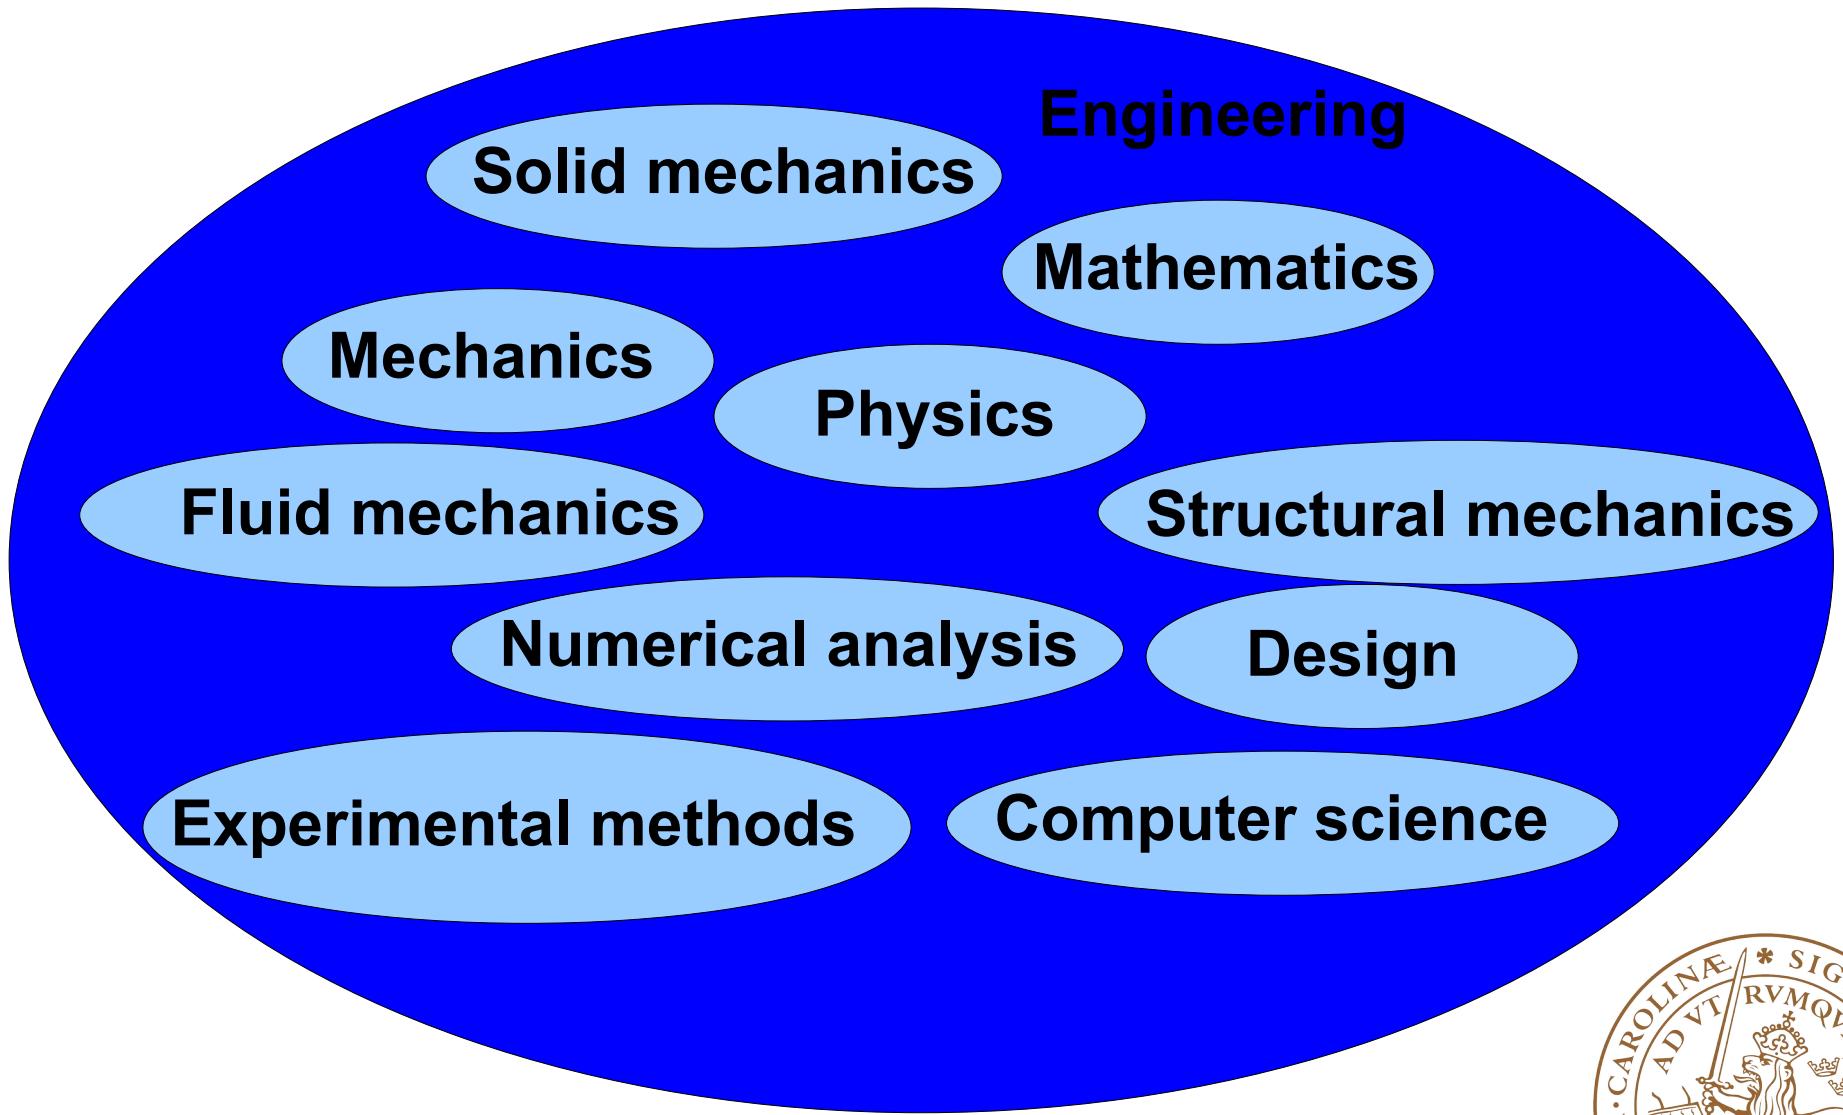 Engineering
Solid mechanics
Mathematics
Mechanics
Physics
Fluid mechanics
Structural mechanics
Numerical analysis
Design
Experimental methods
Computer science
CAROLINÆ * SIG
AD VT RVMQV